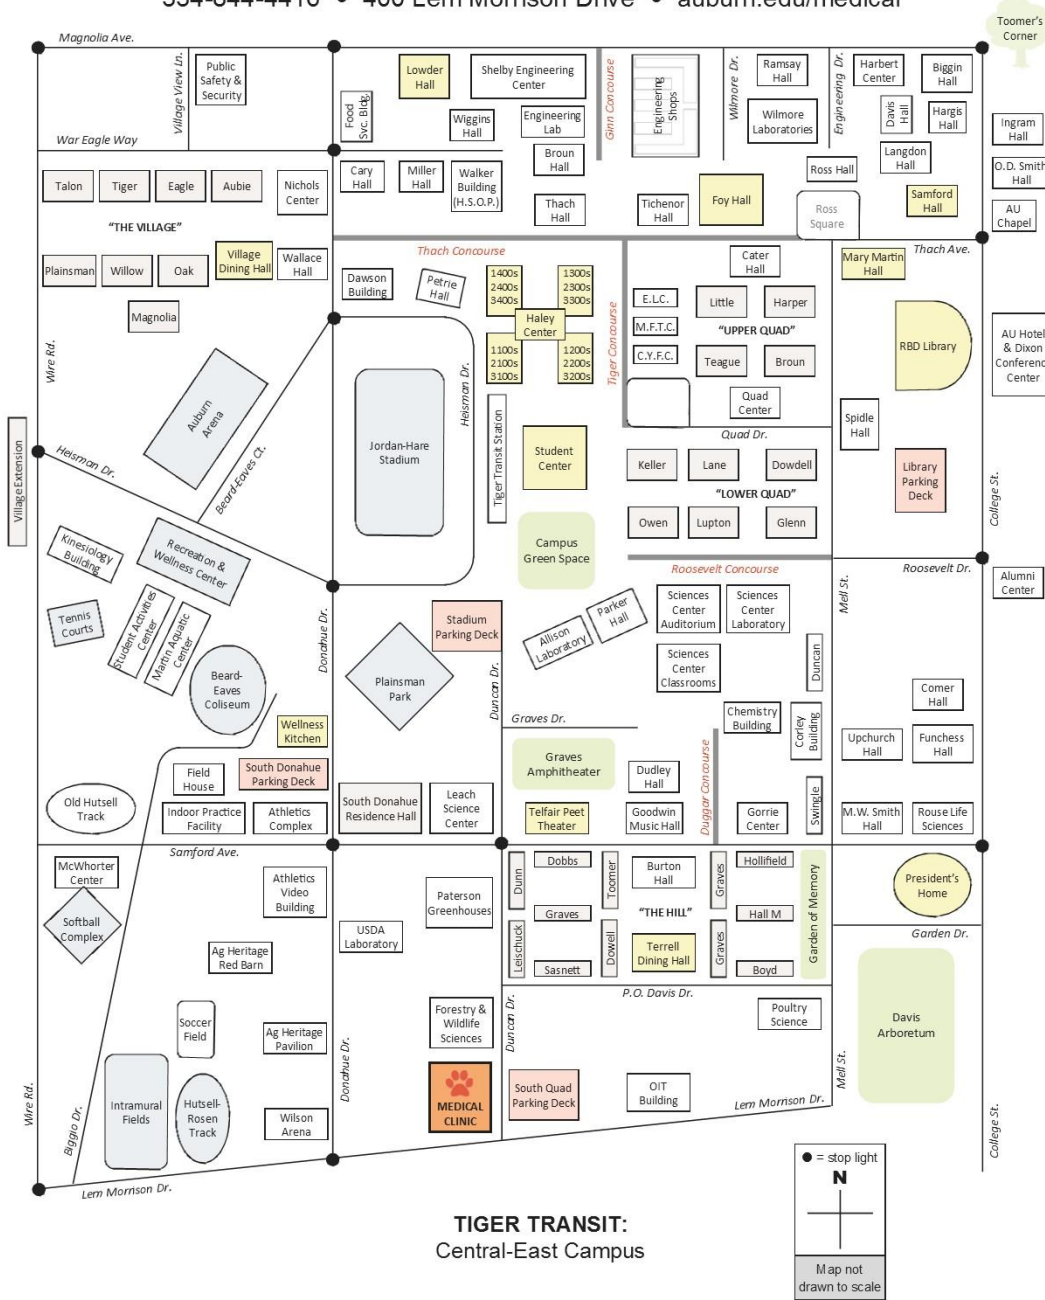 334-844-4416 • 400 Lem Morrison Drive • auburn.edu/medical
Toomer's
Corner
Magnolia Ave.
Village View Ln.
Public
Safety &
Security
Food
Svc. Bldg.
Lowder
Hall
Shelby Engineering
Center
Wiggins
Hall
Engineering
Lab
Ginn Concourse
Engineering
Shops
Wilmore Dr.
Ramsay
Hall
Wilmore
Laboratories
Engineering Dr.
Harbert
Center
Biggin
Hall
Davis
Hall
Hargis
Hall
Ingram
Hall
War Eagle Way
Broun
Hall
Langdon
Hall
Ross Hall
O.D. Smith
Hall
Talon
Tiger
Eagle
Aubie
Nichols
Center
Cary
Hall
Miller
Hall
Walker
Building
(H.S.O.P.)
Thach
Hall
Tichenor
Hall
Foy Hall
Ross
Square
Samford
Hall
AU
Chapel
"THE VILLAGE"
Plainsman
Willow
Oak
Village
Dining Hall
Wallace
Hall
Magnolia
Thach Concourse
Thach Ave.
Dawson
Building
Petrie
Hall
1400s
2400s
3400s
1300s
2300s
3300s
Haley
Center
1100s
2100s
3100s
1200s
2200s
3200s
Tiger Concourse
Cater
Hall
E.L.C.
M.F.T.C.
C.Y.F.C.
Little
Harper
"UPPER QUAD"
Teague
Broun
Quad
Center
Quad Dr.
Mary Martin
Hall
RBD Library
AU Hotel
& Dixon
Conference
Center
Wire Rd.
Auburn
Arena
Beard-Eaves Ct.
Jordan-Hare
Stadium
Heisman Dr.
Tiger Transit Station
Student
Center
Spidle
Hall
Library
Parking
Deck
College St.
Village Extension
Heisman Dr.
Keller
Lane
Dowdell
"LOWER QUAD"
Owen
Lupton
Glenn
Campus
Green Space
Roosevelt Concourse
Roosevelt Dr.
Kinesiology
Building
Recreation &
Wellness Center
Tennis
Courts
Student Activities
Center
Martin Aquatic
Center
Donahue Dr.
Stadium
Parking Deck
Duncan Dr.
Allison
Laboratory
Parker
Hall
Sciences
Center
Auditorium
Sciences
Center
Laboratory
Sciences
Center
Classrooms
Duncan
Mell St.
Alumni
Center
Beard-
Eaves
Coliseum
Plainsman
Park
Wellness
Kitchen
Graves Dr.
Chemistry
Building
Corley
Building
Comer
Hall
Upchurch
Hall
Funchess
Hall
Field
House
South Donahue
Parking Deck
Graves
Amphitheater
Dudley
Hall
Duggar Concourse
Old Hutsell
Track
Indoor Practice
Facility
Athletics
Complex
South Donahue
Residence Hall
Leach
Science
Center
Telfair Peet
Theater
Goodwin
Music Hall
Gorrie
Center
Swingle
M.W. Smith
Hall
Rouse Life
Sciences
Samford Ave.
McWhorter
Center
Softball
Complex
Athletics
Video
Building
Paterson
Greenhouses
USDA
Laboratory
Ag Heritage
Red Barn
Dunn
Dobbs
Toomer
Burton
Hall
Graves
Hollifield
Garden of Memory
Graves
"THE HILL"
Hall M
Leischuck
Sasnett
Dowell
Terrell
Dining Hall
Graves
Boyd
President's
Home
Garden Dr.
P.O. Davis Dr.
Soccer
Field
Ag Heritage
Pavilion
Forestry &
Wildlife
Sciences
Duncan Dr.
Poultry
Science
Davis
Arboretum
Donahue Dr.
Mell St.
Wire Rd.
Biggio Dr.
Intramural
Fields
Hutsell-
Rosen
Track
Wilson
Arena
MEDICAL
CLINIC
South Quad
Parking Deck
OIT
Building
Lem Morrison Dr.
College St.
Lem Morrison Dr.
● = stop light
N
Map not
drawn to scale
TIGER TRANSIT:
Central-East Campus